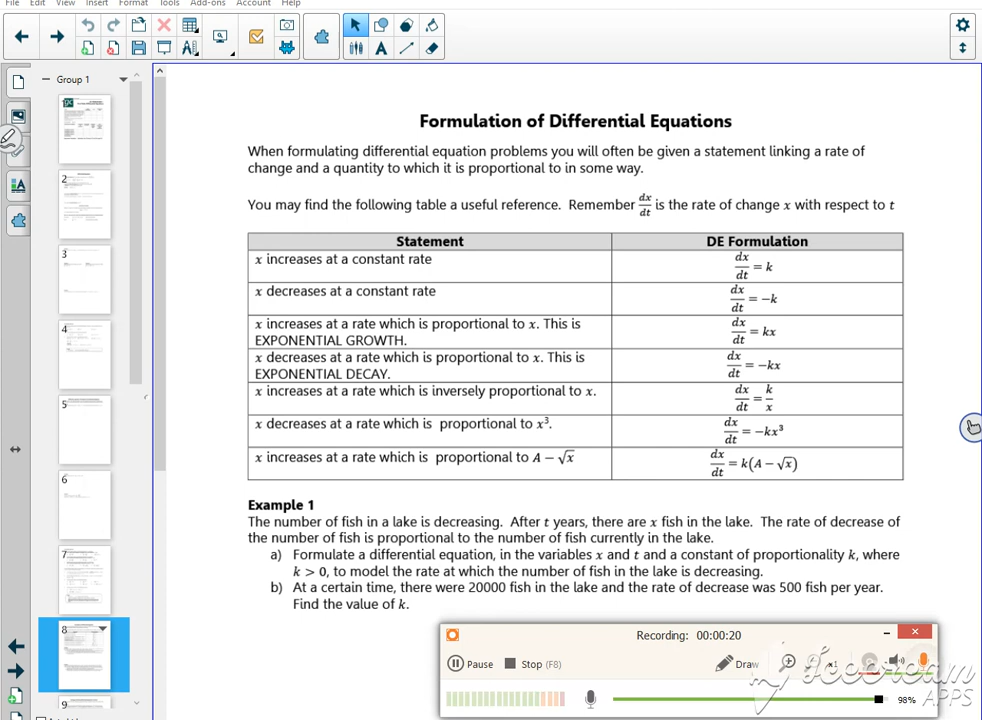 File Edit View Insert Format Tools Add-ons Account Help
Group 1
2
3
4
5
6
7
8
9
Formulation of Differential Equations
When formulating differential equation problems you will often be given a statement linking a rate of
change and a quantity to which it is proportional to in some way.
You may find the following table a useful reference. Remember dx/dt is the rate of change x with respect to t
Statement DE Formulation
x increases at a constant rate dx/dt = k
x decreases at a constant rate dx/dt = −k
x increases at a rate which is proportional to x. This is
EXPONENTIAL GROWTH. dx/dt = kx
x decreases at a rate which is proportional to x. This is
EXPONENTIAL DECAY. dx/dt = −kx
x increases at a rate which is inversely proportional to x. dx/dt = k/x
x decreases at a rate which is proportional to x³. dx/dt = −kx³
x increases at a rate which is proportional to A − √x dx/dt = k(A − √x)
Example 1
The number of fish in a lake is decreasing. After t years, there are x fish in the lake. The rate of decrease of
the number of fish is proportional to the number of fish currently in the lake.
a) Formulate a differential equation, in the variables x and t and a constant of proportionality k, where
k > 0, to model the rate at which the number of fish in the lake is decreasing.
b) At a certain time, there were 20000 fish in the lake and the rate of decrease was 500 fish per year.
Find the value of k.
Recording: 00:00:20
Pause Stop (F8) Draw x1
98%
Icecream
APPS